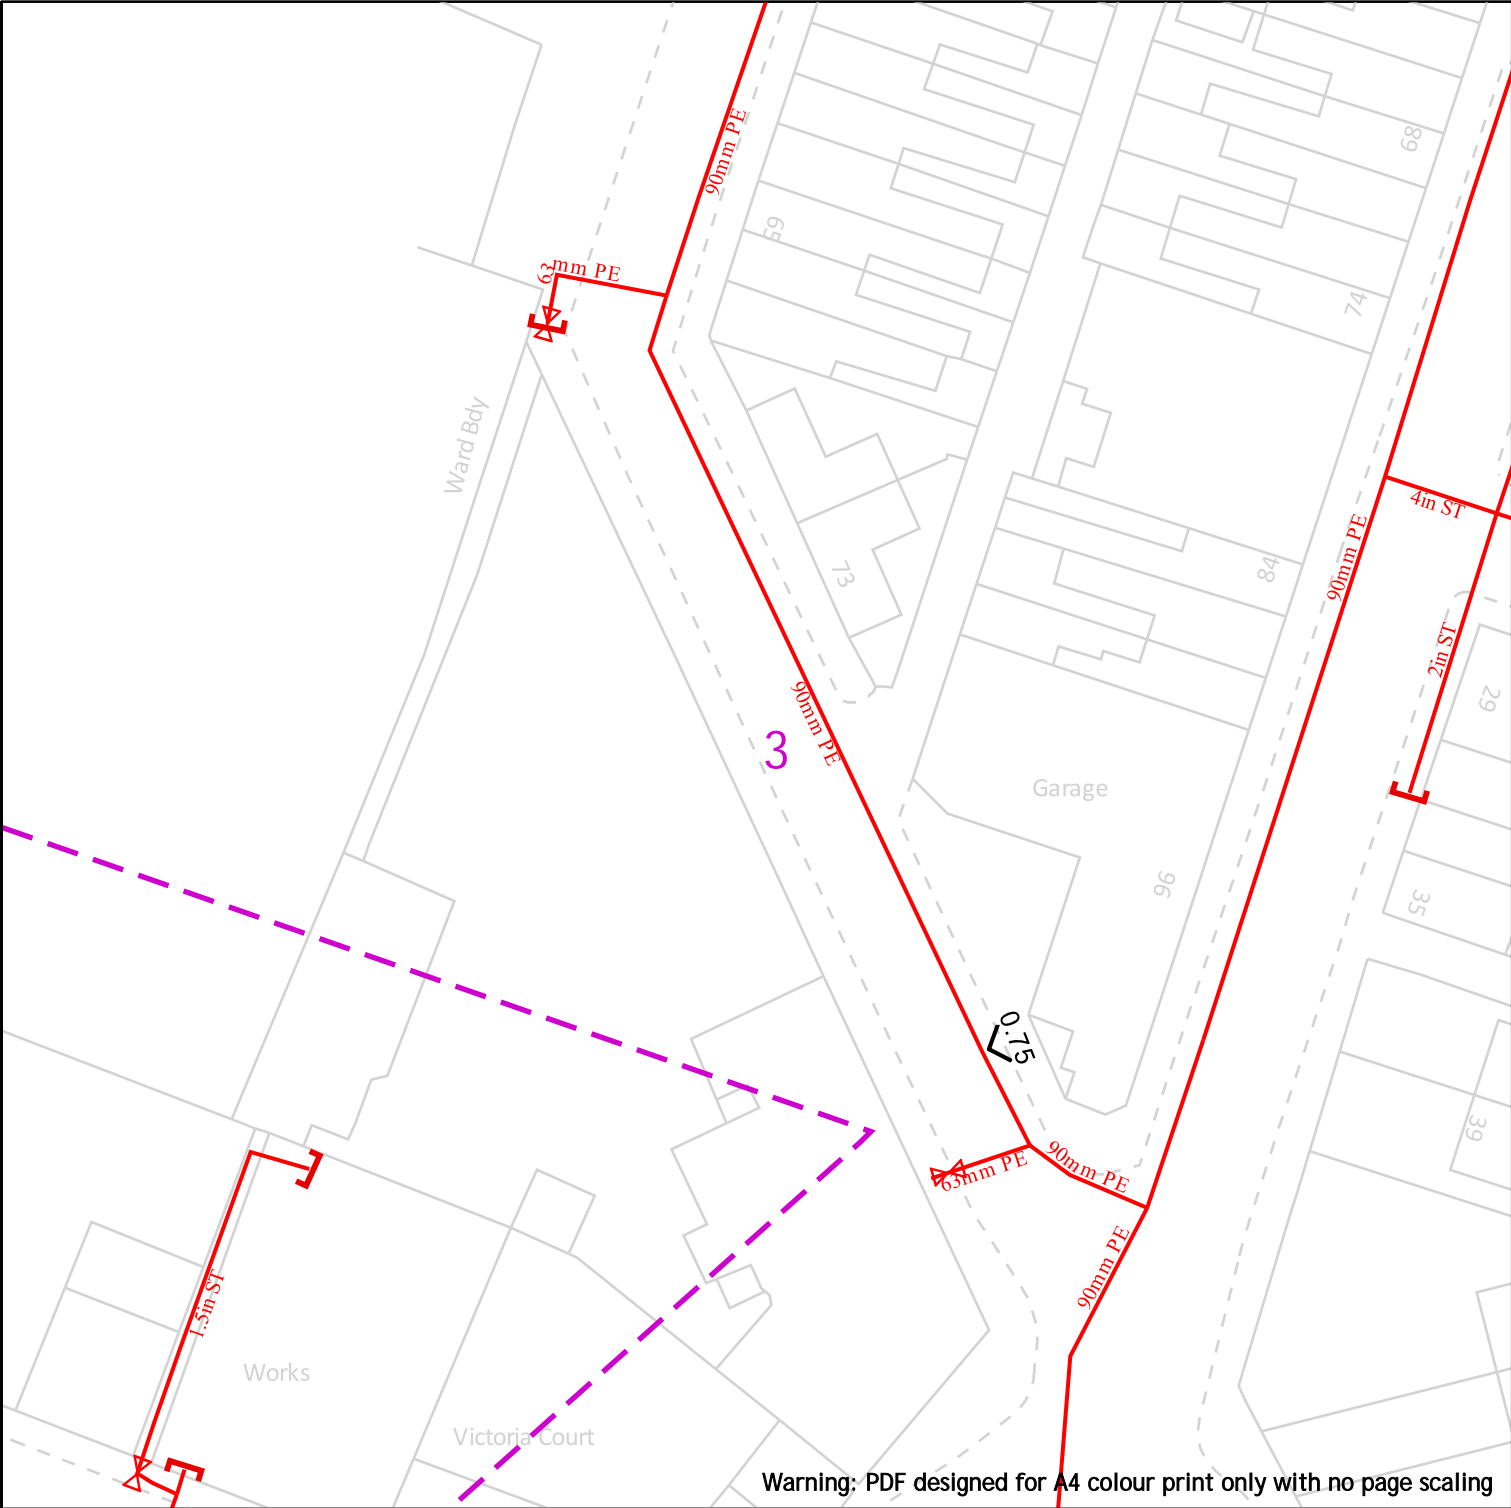 90mm PE
68
65
63mm PE
74
Ward Bdy
4in ST
90mm PE
84
73
2in ST
29
90mm PE
3
Garage
96
35
0.75
39
90mm PE
63mm PE
90mm PE
1.5in ST
Works
Victoria Court
Warning: PDF designed for A4 colour print only with no page scaling